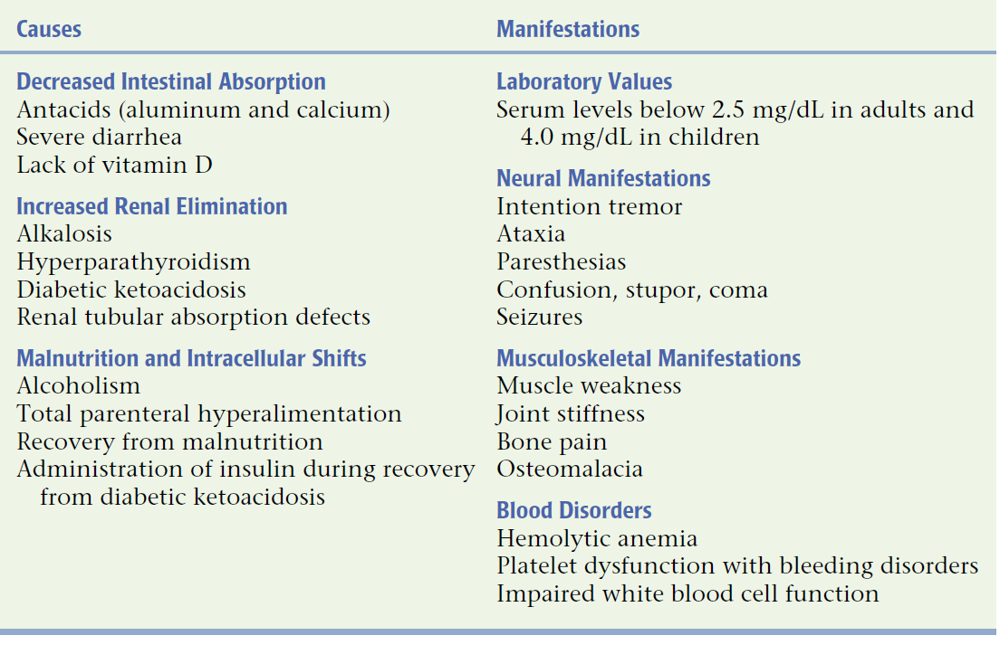 Causes
Decreased Intestinal Absorption
Antacids (aluminum and calcium)
Severe diarrhea
Lack of vitamin D
Increased Renal Elimination
Alkalosis
Hyperparathyroidism
Diabetic ketoacidosis
Renal tubular absorption defects
Malnutrition and Intracellular Shifts
Alcoholism
Total parenteral hyperalimentation
Recovery from malnutrition
Administration of insulin during recovery
from diabetic ketoacidosis
Manifestations
Laboratory Values
Serum levels below 2.5 mg/dL in adults and
4.0 mg/dL in children
Neural Manifestations
Intention tremor
Ataxia
Paresthesias
Confusion, stupor, coma
Seizures
Musculoskeletal Manifestations
Muscle weakness
Joint stiffness
Bone pain
Osteomalacia
Blood Disorders
Hemolytic anemia
Platelet dysfunction with bleeding disorders
Impaired white blood cell function